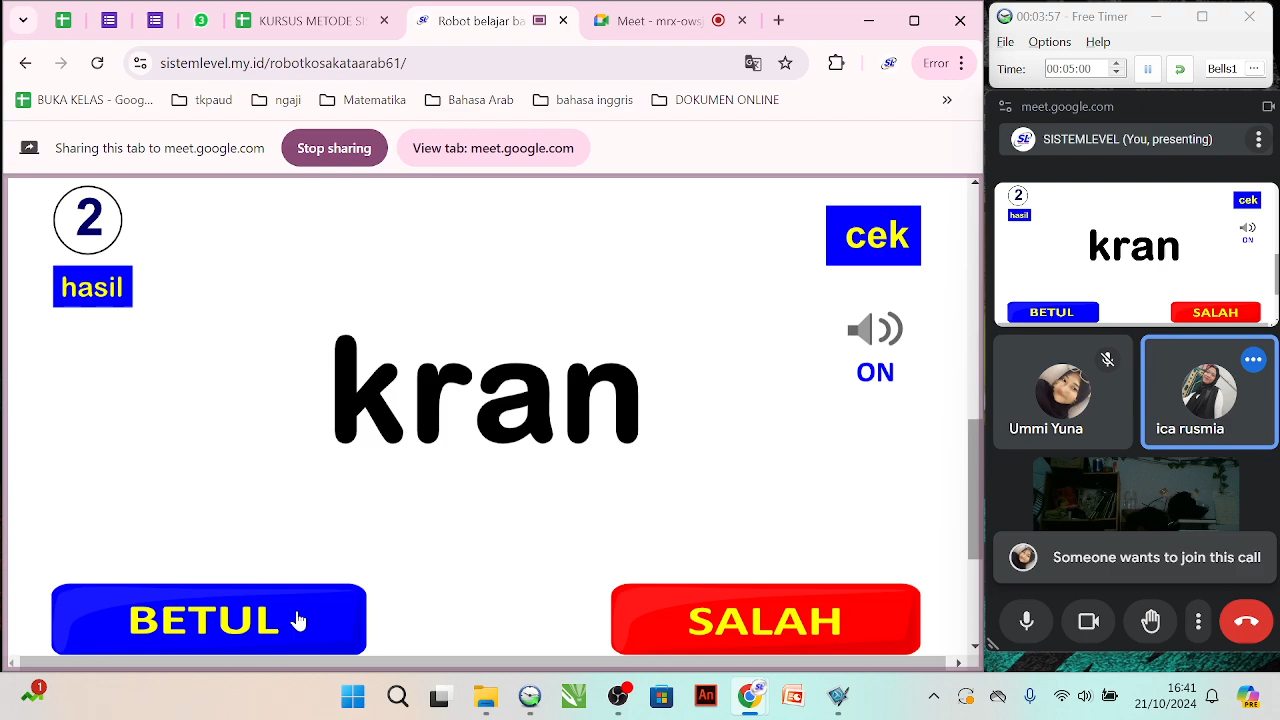 3
KURSUS METODE S
Robot belajar ba
Meet - mrx-ows
00:03:57 - Free Timer
File Options Help
sistemlevel.my.id/robotkosakataarab61/
Error
Time: 00:05:00 Bells1 ...
BUKA KELAS - Goog...
tkpaud
ngaji
Matematika
Bahasa Arab
bahasa inggris
DOKUMEN ONLINE
meet.google.com
Sharing this tab to meet.google.com
Stop sharing
View tab: meet.google.com
SISTEMLEVEL (You, presenting)
2
cek
hasil
kran
ON
BETUL
SALAH
2
cek
hasil
ON
kran
BETUL
SALAH
Ummi Yuna
ica rusmia
Someone wants to join this call
1
An
16:41
21/10/2024
PRE